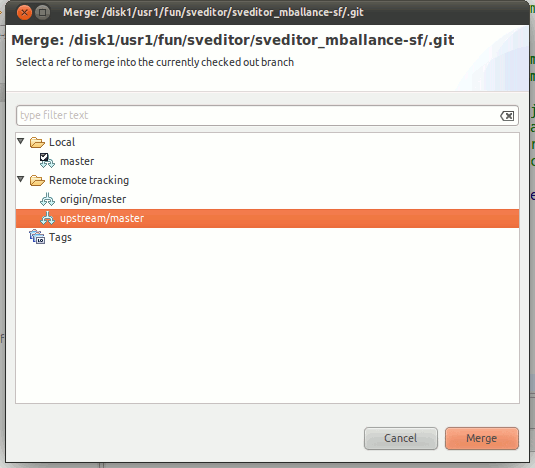 Merge: /disk1/usr1/fun/sveditor/sveditor_mballance-sf/.git
Merge: /disk1/usr1/fun/sveditor/sveditor_mballance-sf/.git
Select a ref to merge into the currently checked out branch
type filter text
Local
master
Remote tracking
origin/master
upstream/master
Tags
Cancel
Merge